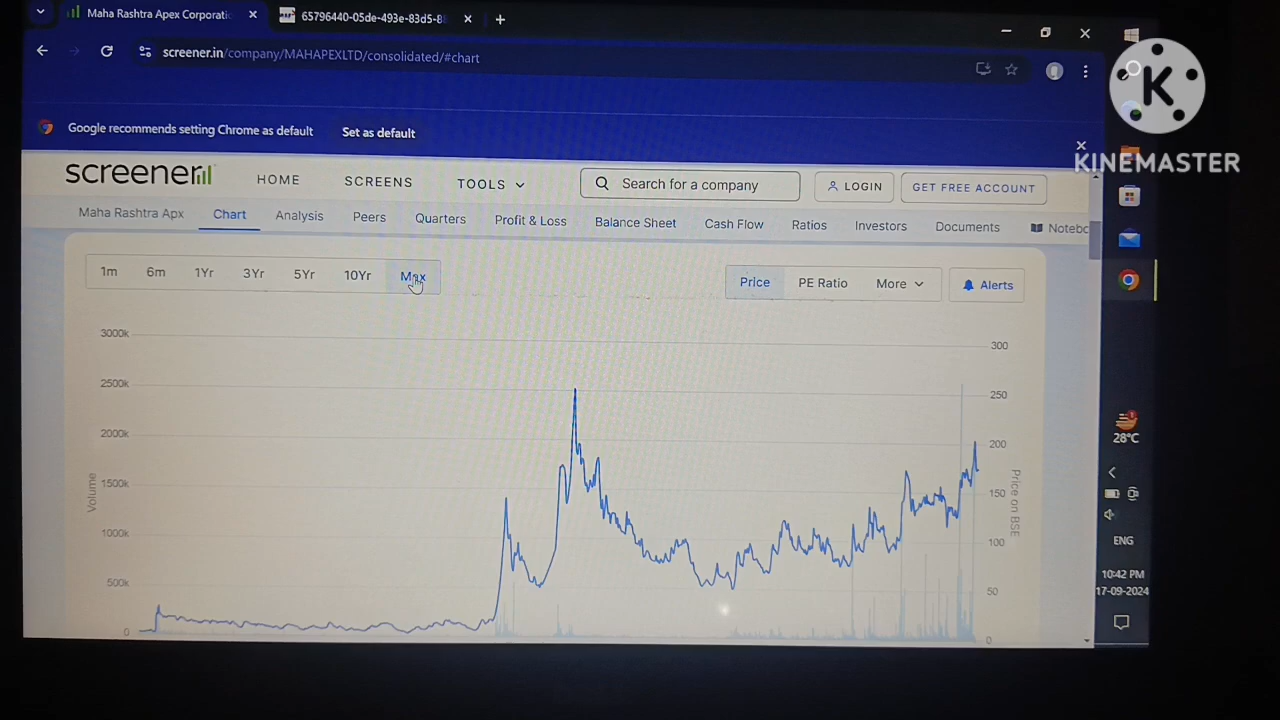 Maha Rashtra Apex Corporatic
65796440-05de-493e-83d5-8
screener.in/company/MAHAPEXLTD/consolidated/#chart
K
KINEMASTER
Google recommends setting Chrome as default
Set as default
screener
HOME
SCREENS
TOOLS
Search for a company
LOGIN
GET FREE ACCOUNT
Maha Rashtra Apx
Chart
Analysis
Peers
Quarters
Profit & Loss
Balance Sheet
Cash Flow
Ratios
Investors
Documents
Notebo
1m
6m
1Yr
3Yr
5Yr
10Yr
Max
Price
PE Ratio
More
Alerts
3000k
2500k
2000k
1500k
1000k
500k
0
Volume
300
250
200
150
100
50
0
Price on BSE
28°C
ENG
10:42 PM
17-09-2024